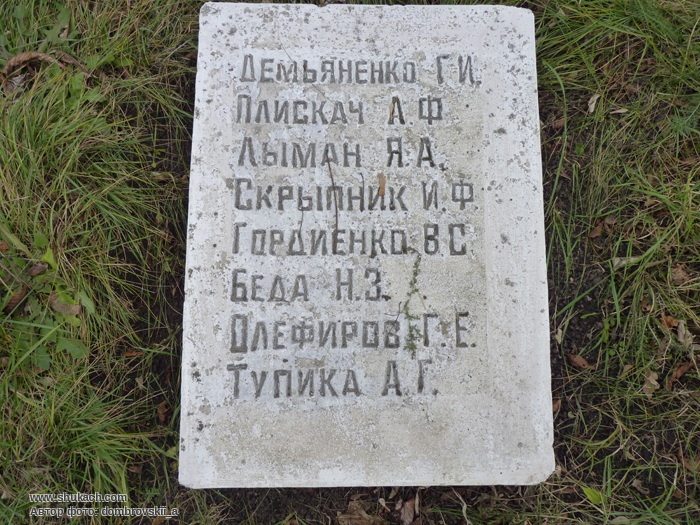 Демьяненко Г.И.
Плискач А.Ф
Лыман Я.А.
Скрыпник И.Ф
Гордиенко В С
Беда Н.З.
Олефиров Г.Е.
Тупика А.Г.
www.shukach.com
Автор фото: dombrovskii_a